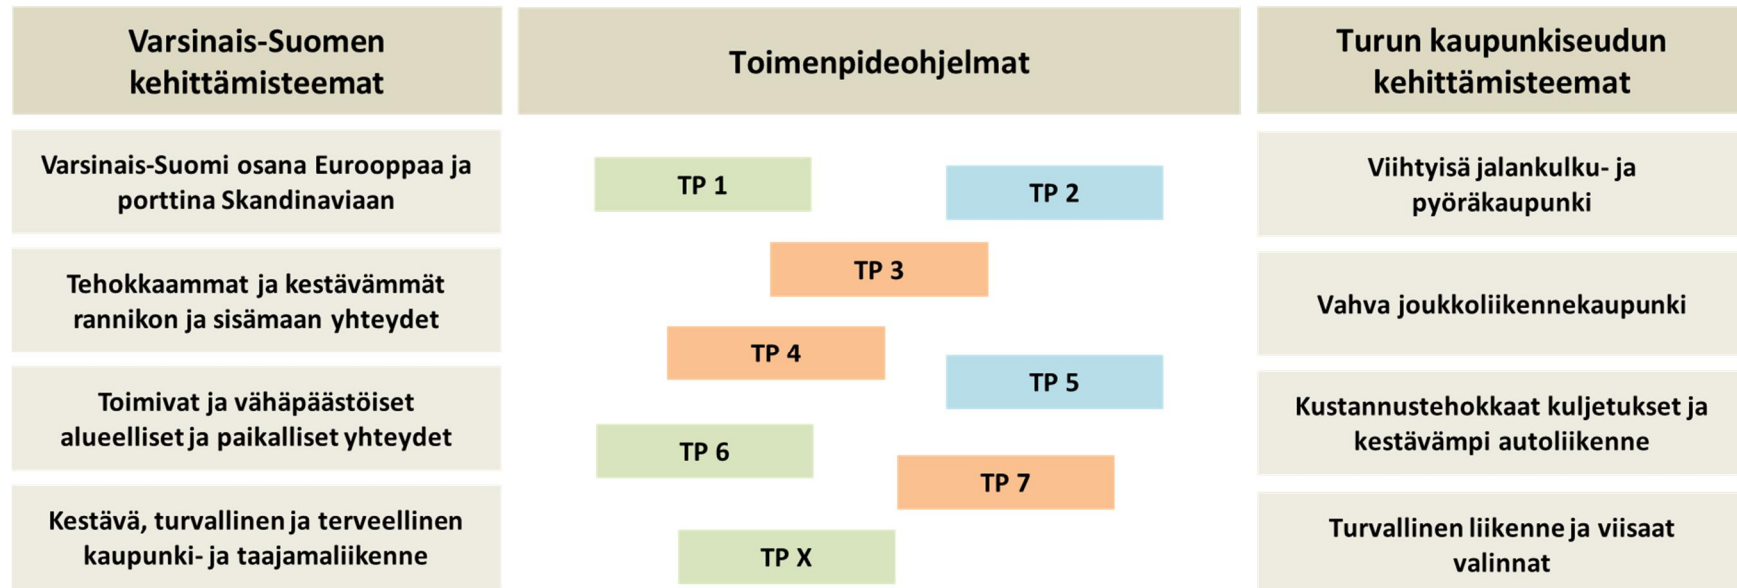 Varsinais-Suomen
kehittämisteemat
Varsinais-Suomi osana Eurooppaa ja
porttina Skandinaviaan
Tehokkaammat ja kestävämmät
rannikon ja sisämaan yhteydet
Toimivat ja vähäpäästöiset
alueelliset ja paikalliset yhteydet
Kestävä, turvallinen ja terveellinen
kaupunki- ja taajamaliikenne
Toimenpideohjelmat
TP 1
TP 2
TP 3
TP 4
TP 5
TP 6
TP 7
TP X
Turun kaupunkiseudun
kehittämisteemat
Viihtyisä jalankulku- ja
pyöräkaupunki
Vahva joukkoliikennekaupunki
Kustannustehokkaat kuljetukset ja
kestävämpi autoliikenne
Turvallinen liikenne ja viisaat
valinnat